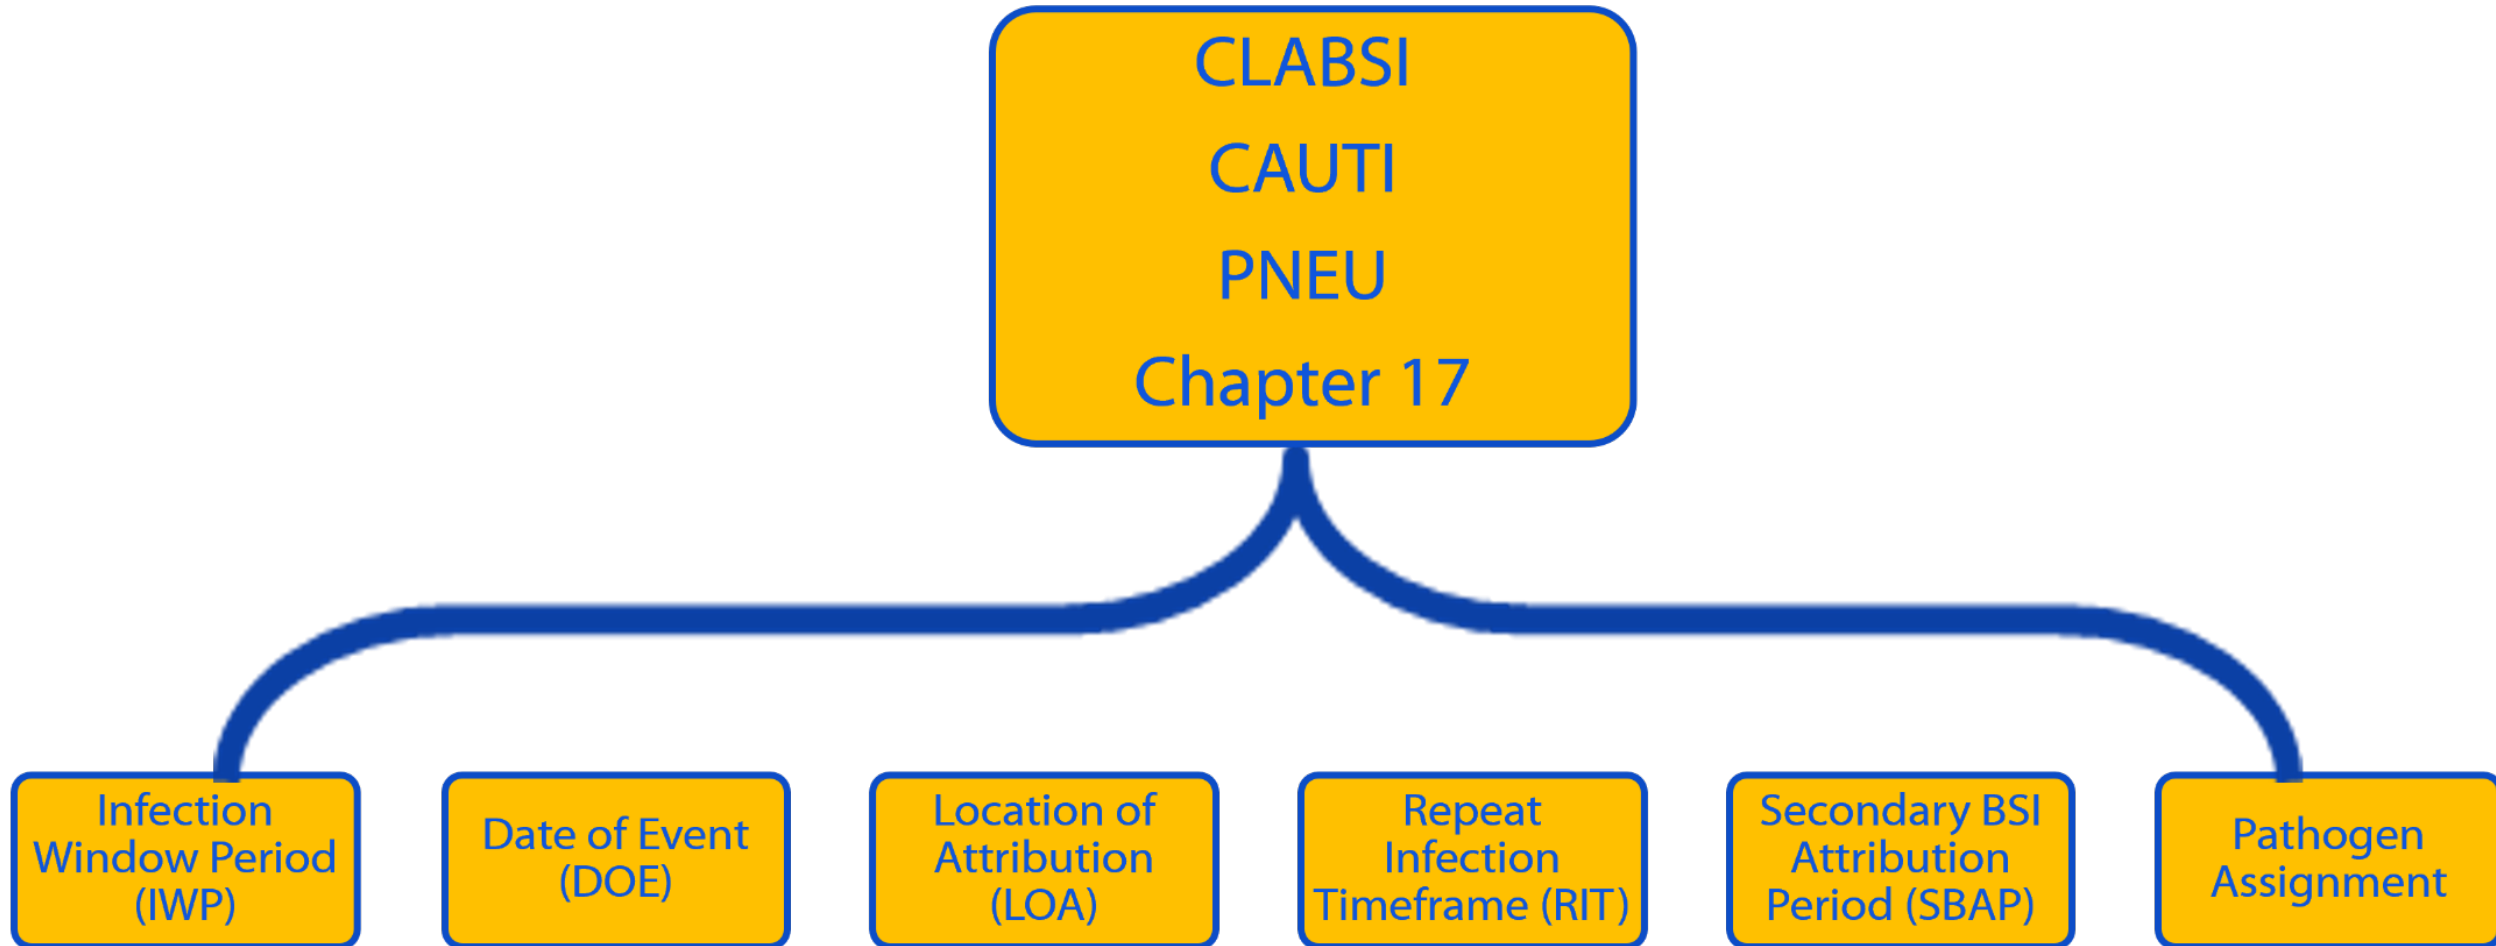 CLABSI
CAUTI
PNEU
Chapter 17
Infection
Window Period
(IWP)
Date of Event
(DOE)
Location of
Attribution
(LOA)
Repeat
Infection
Timeframe (RIT)
Secondary BSI
Attribution
Period (SBAP)
Pathogen
Assignment